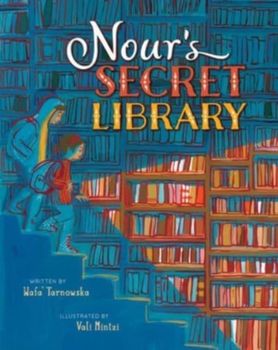 Nour's
SECRET
LIBRARY
WRITTEN BY
Wafa' Tarnowska
ILLUSTRATED BY
Vali Mintzi